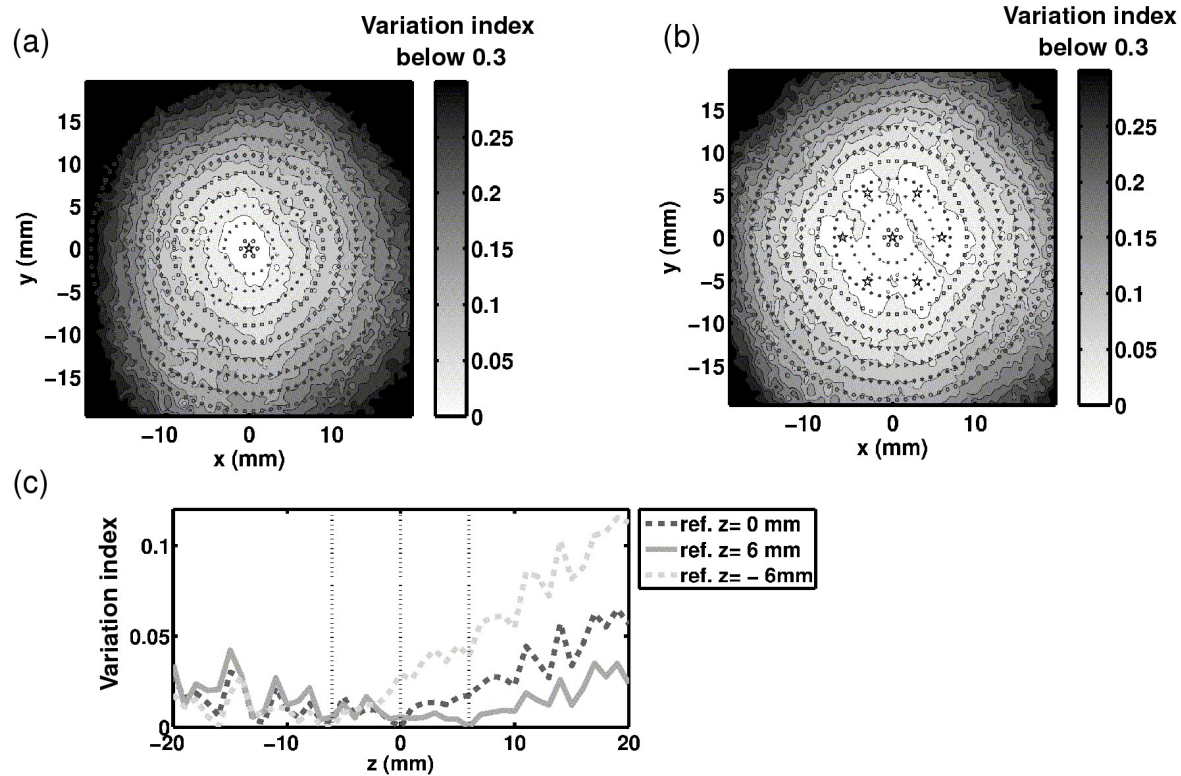 (a)
Variation index
below 0.3
15
10
5
0
−5
−10
−15
y (mm)
−10
0
10
x (mm)
0.25
0.2
0.15
0.1
0.05
0
(b)
Variation index
below 0.3
15
10
5
0
−5
−10
−15
y (mm)
−10
0
10
x (mm)
0.25
0.2
0.15
0.1
0.05
0
(c)
Variation index
0.1
0.05
0
−20
−10
0
10
20
z (mm)
ref. z= 0 mm
ref. z= 6 mm
ref. z= − 6mm